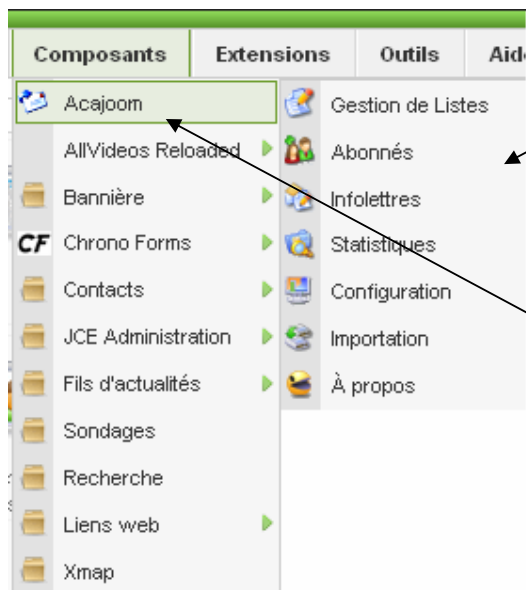 Composants Extensions Outils Aide
Acajoom
AllVideos Reloaded
Bannière
CF Chrono Forms
Contacts
JCE Administration
Fils d'actualités
Sondages
Recherche
Liens web
Xmap
Gestion de Listes
Abonnés
Infolettres
Statistiques
Configuration
Importation
À propos